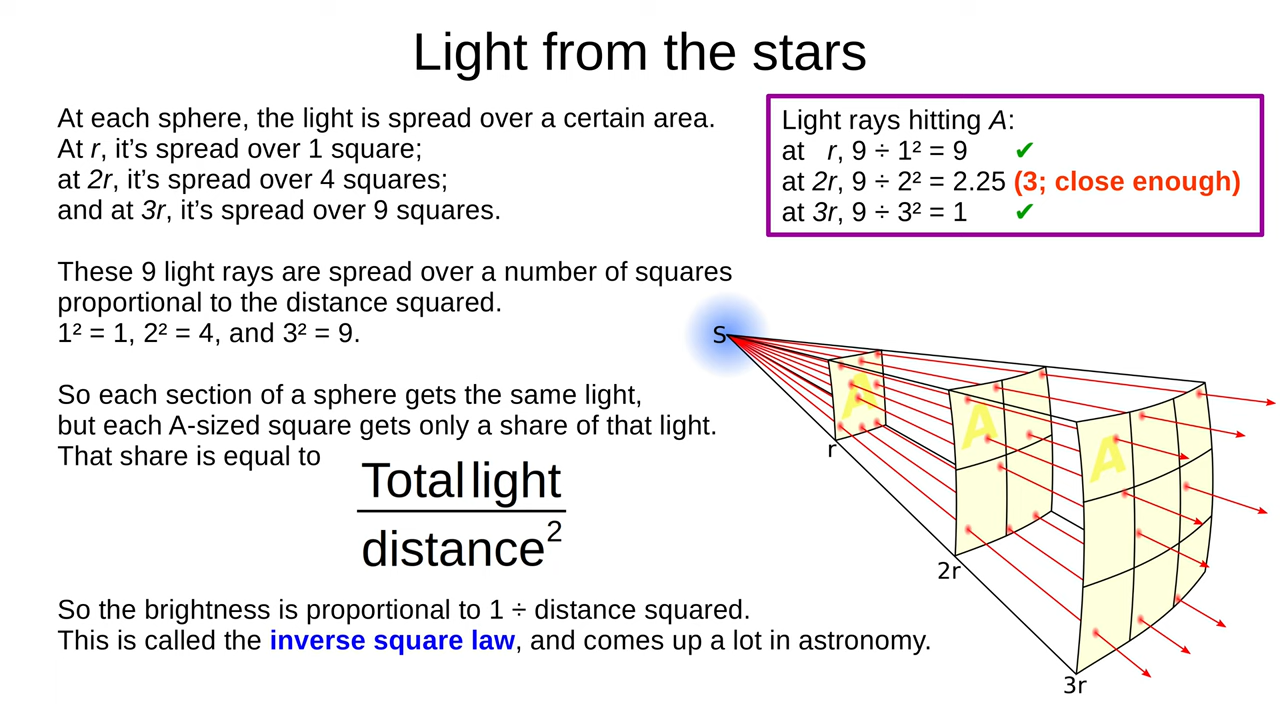 Light from the stars
At each sphere, the light is spread over a certain area.
At r, it’s spread over 1 square;
at 2r, it’s spread over 4 squares;
and at 3r, it’s spread over 9 squares.
These 9 light rays are spread over a number of squares
proportional to the distance squared.
1² = 1, 2² = 4, and 3² = 9.
So each section of a sphere gets the same light,
but each A-sized square gets only a share of that light.
That share is equal to
Total light
distance²
So the brightness is proportional to 1 ÷ distance squared.
This is called the inverse square law, and comes up a lot in astronomy.
Light rays hitting A:
at r, 9 ÷ 1² = 9 ✔
at 2r, 9 ÷ 2² = 2.25 (3; close enough)
at 3r, 9 ÷ 3² = 1 ✔
S
A
A
A
r
2r
3r